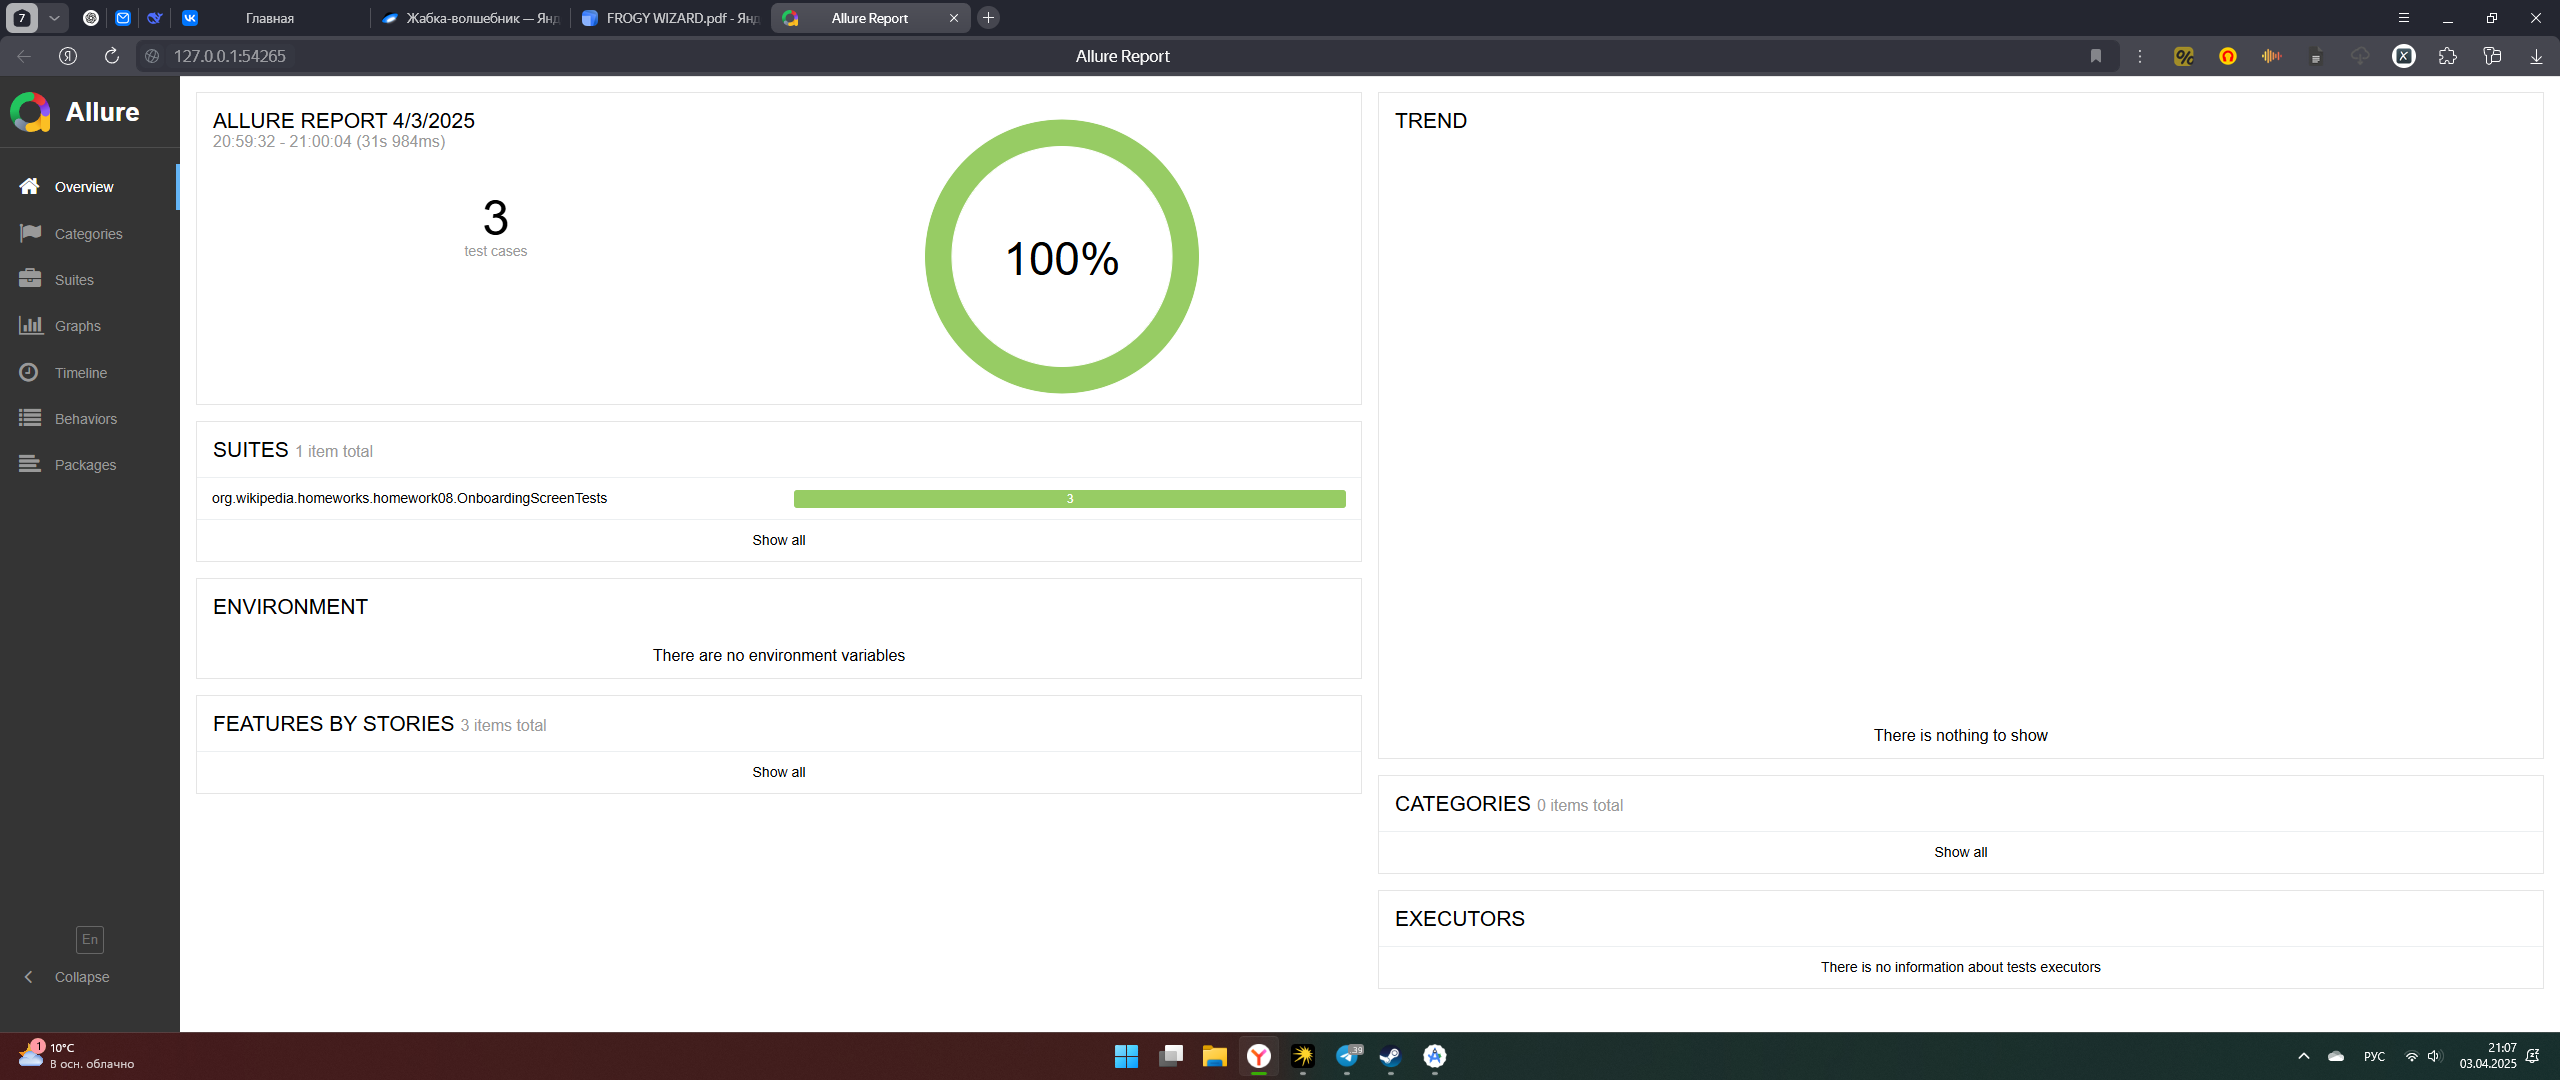 7
Главная
Жабка-волшебник — Янд
FROGY WIZARD.pdf - Янд
Allure Report
127.0.0.1:54265
Allure Report
Allure
Overview
Categories
Suites
Graphs
Timeline
Behaviors
Packages
En
Collapse
ALLURE REPORT 4/3/2025
20:59:32 - 21:00:04 (31s 984ms)
3
test cases
100%
SUITES 1 item total
org.wikipedia.homeworks.homework08.OnboardingScreenTests
3
Show all
ENVIRONMENT
There are no environment variables
FEATURES BY STORIES 3 items total
Show all
TREND
There is nothing to show
CATEGORIES 0 items total
Show all
EXECUTORS
There is no information about tests executors
1
10°C
В осн. облачно
39
РУС
21:07
03.04.2025